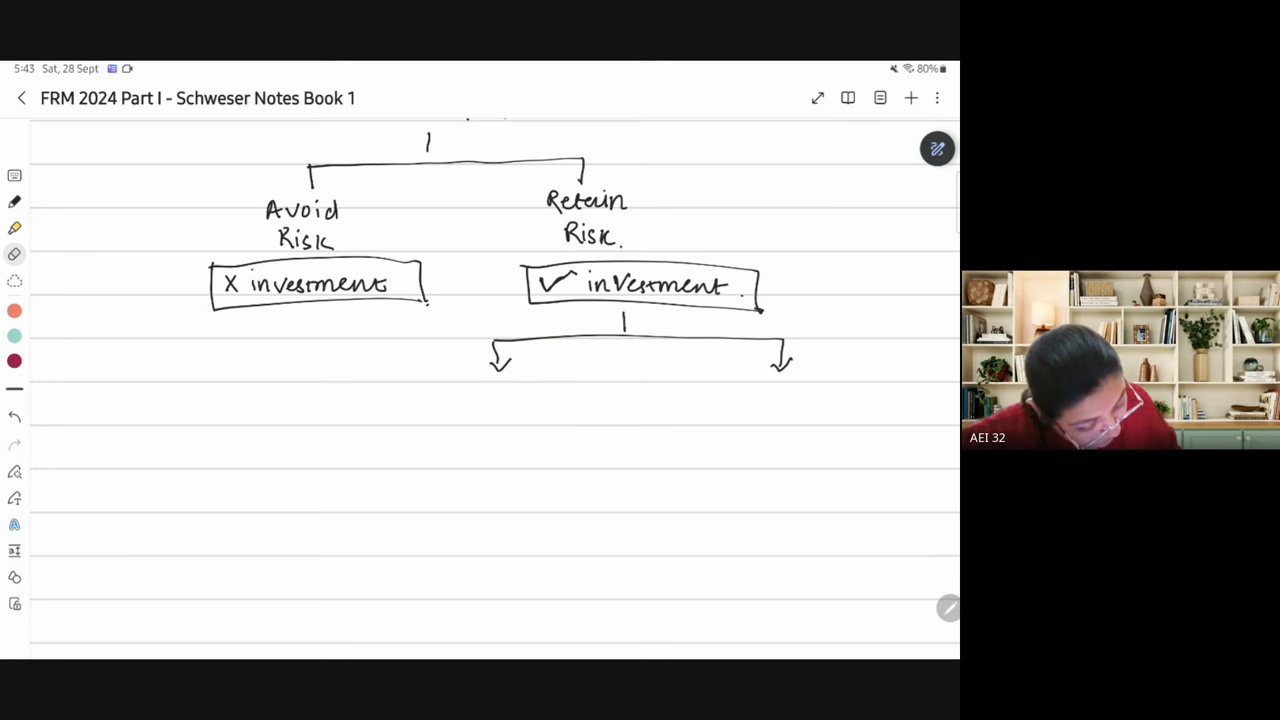 5:43 Sat, 28 Sept
80%
FRM 2024 Part I - Schweser Notes Book 1
Avoid
Risk
Retain
Risk.
X investment
✓ investment.
AEI 32